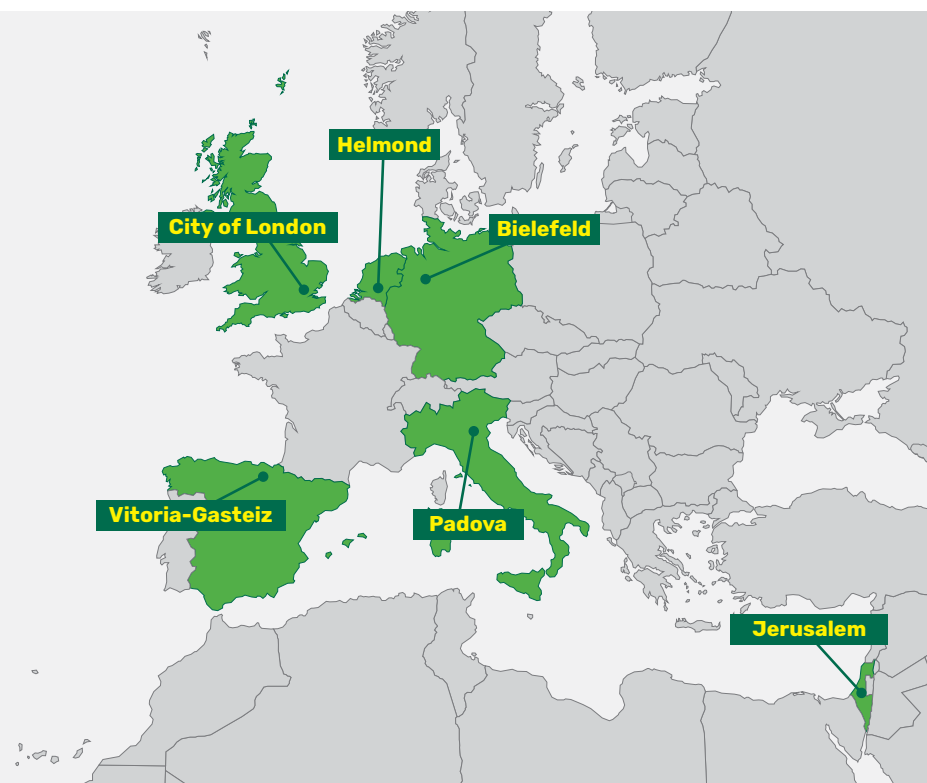 Helmond
City of London
Bielefeld
Vitoria-Gasteiz
Padova
Jerusalem